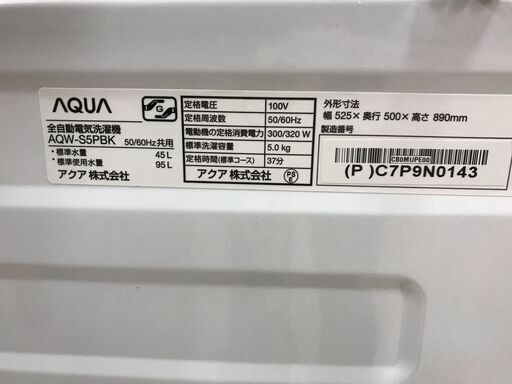 AQUA
全自動電気洗濯機
AQW-S5PBK 50/60Hz共用
・標準水量 45L
・標準使用水量 95L
アクア 株式会社
定格電圧 100V
定格周波数 50/60Hz
電動機の定格消費電力 300/320W
標準洗濯容量 5.0kg
定格時間(標準コース) 37分
アクア 株式会社
PS E
外形寸法
幅 525× 奥行 500× 高さ 890mm
製造番号
CB0MUPE00
(P )C7P9N0143